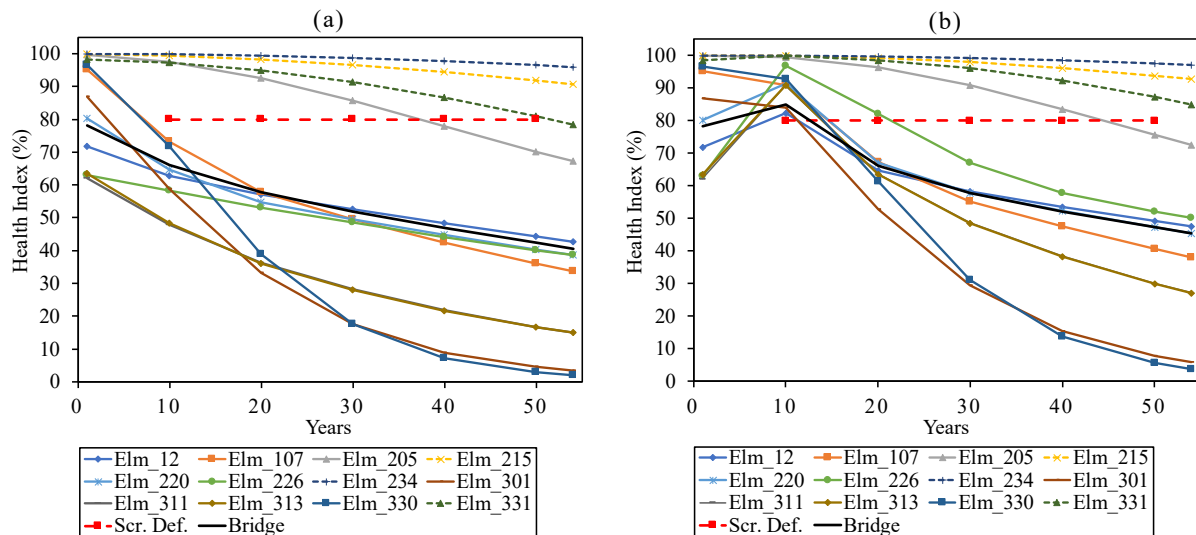 (a)
Health Index (%)
100
90
80
70
60
50
40
30
20
10
0
0 10 20 30 40 50
Years
Elm_12 Elm_107 Elm_205 Elm_215
Elm_220 Elm_226 Elm_234 Elm_301
Elm_311 Elm_313 Elm_330 Elm_331
Scr. Def. Bridge
(b)
Health Index (%)
100
90
80
70
60
50
40
30
20
10
0
0 10 20 30 40 50
Years
Elm_12 Elm_107 Elm_205 Elm_215
Elm_220 Elm_226 Elm_234 Elm_301
Elm_311 Elm_313 Elm_330 Elm_331
Scr. Def. Bridge